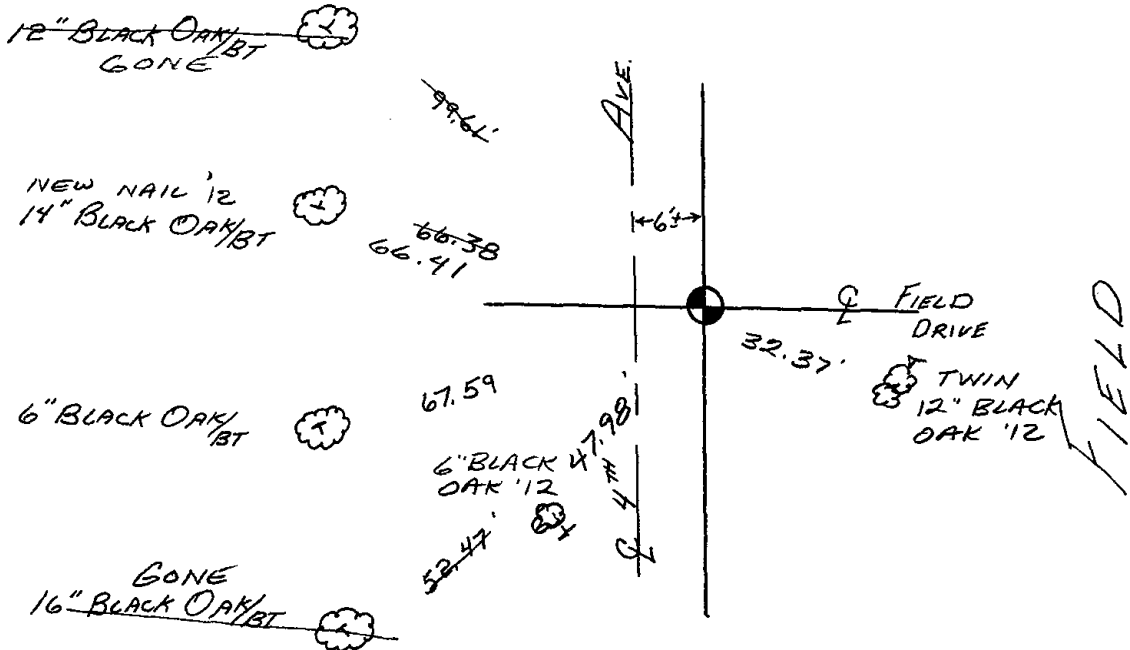 12" BLACK OAK/BT
GONE
99.61'
AVE.
NEW NAIL '12
14" BLACK OAK/BT
66.38
66.41
6'±
℄ FIELD
DRIVE
32.37'
TWIN
12" BLACK
OAK '12
FIELD
6" BLACK OAK/BT
67.59
47.98'
6" BLACK
OAK '12
℄ 4TH
52.47'
GONE
16" BLACK OAK/BT